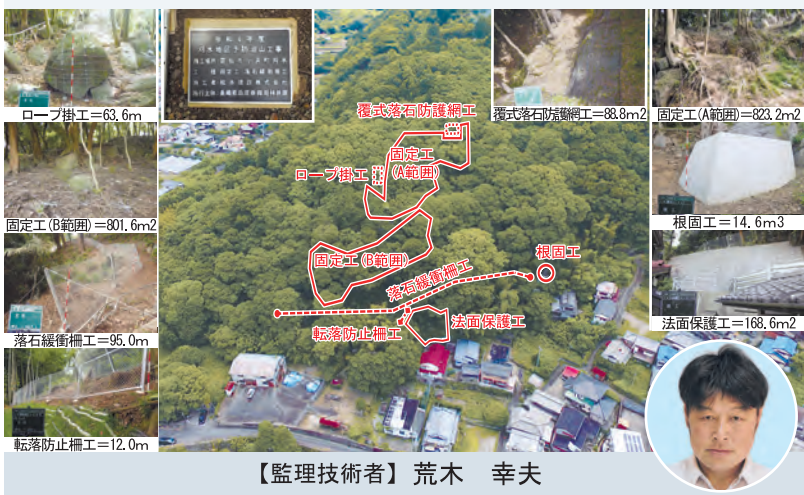 ロープ掛工＝63.6m
固定工(B範囲)＝801.6m2
落石緩衝柵工＝95.0m
転落防止柵工＝12.0m
覆式落石防護網工＝88.8m2
固定工(A範囲)＝823.2m2
根固工＝14.6m3
法面保護工＝168.6m2
覆式落石防護網工
固定工
(A範囲)
ロープ掛工
固定工(B範囲)
落石緩衝柵工
根固工
転落防止柵工
法面保護工
【監理技術者】荒木　幸夫